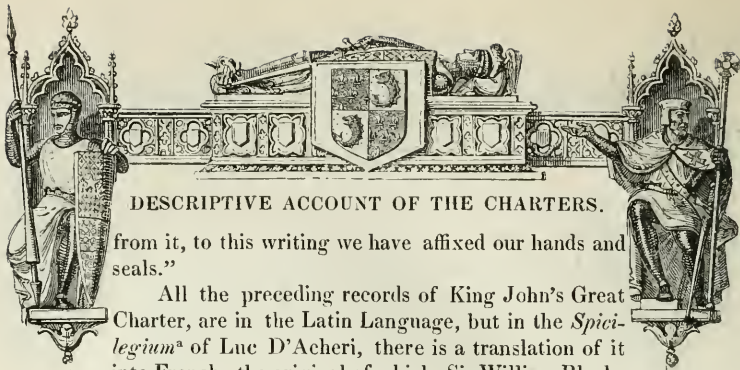 DESCRIPTIVE ACCOUNT OF THE CHARTERS.
from it, to this writing we have affixed our hands and
seals.”
All the preceding records of King John’s Great
Charter, are in the Latin Language, but in the Spici-
legiumᵃ of Luc D’Acheri, there is a translation of it